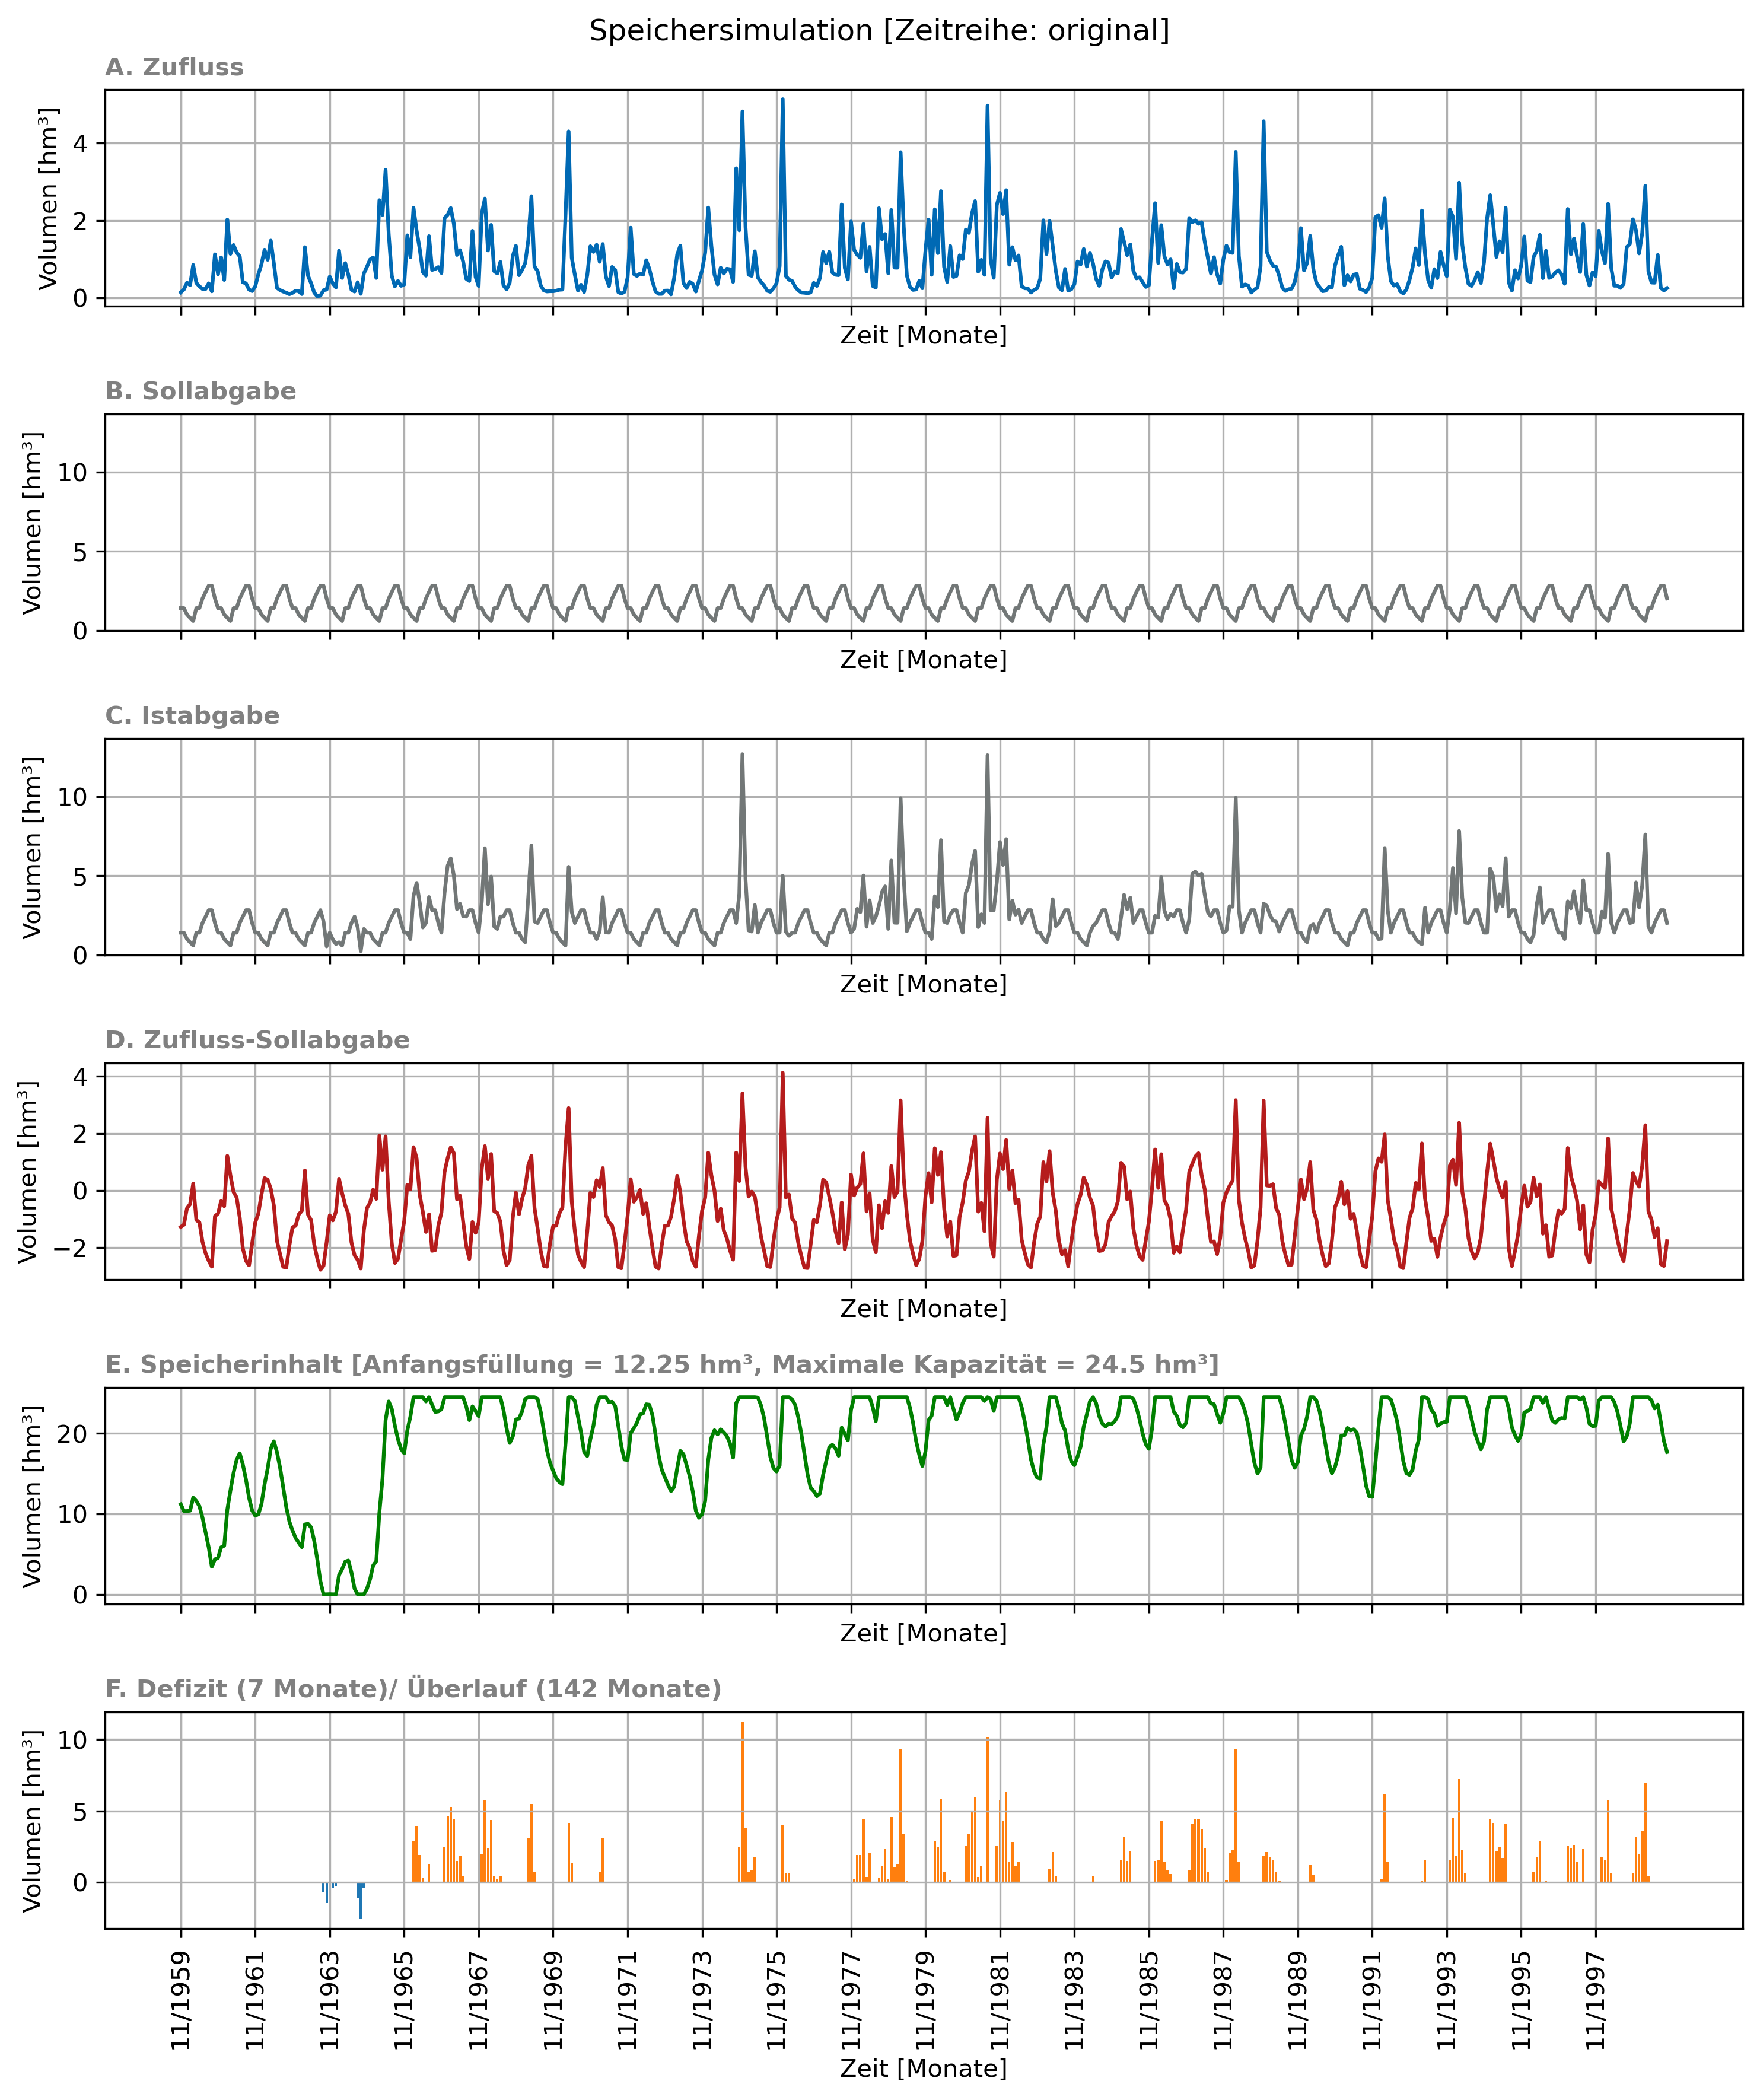 Speichersimulation [Zeitreihe: original]
A. Zufluss
Volumen [hm³]
4
2
0
Zeit [Monate]
B. Sollabgabe
Volumen [hm³]
10
5
0
Zeit [Monate]
C. Istabgabe
Volumen [hm³]
10
5
0
Zeit [Monate]
D. Zufluss-Sollabgabe
Volumen [hm³]
4
2
0
−2
Zeit [Monate]
E. Speicherinhalt [Anfangsfüllung = 12.25 hm³, Maximale Kapazität = 24.5 hm³]
Volumen [hm³]
20
10
0
Zeit [Monate]
F. Defizit (7 Monate)/ Überlauf (142 Monate)
Volumen [hm³]
10
5
0
11/1959
11/1961
11/1963
11/1965
11/1967
11/1969
11/1971
11/1973
11/1975
11/1977
11/1979
11/1981
11/1983
11/1985
11/1987
11/1989
11/1991
11/1993
11/1995
11/1997
Zeit [Monate]